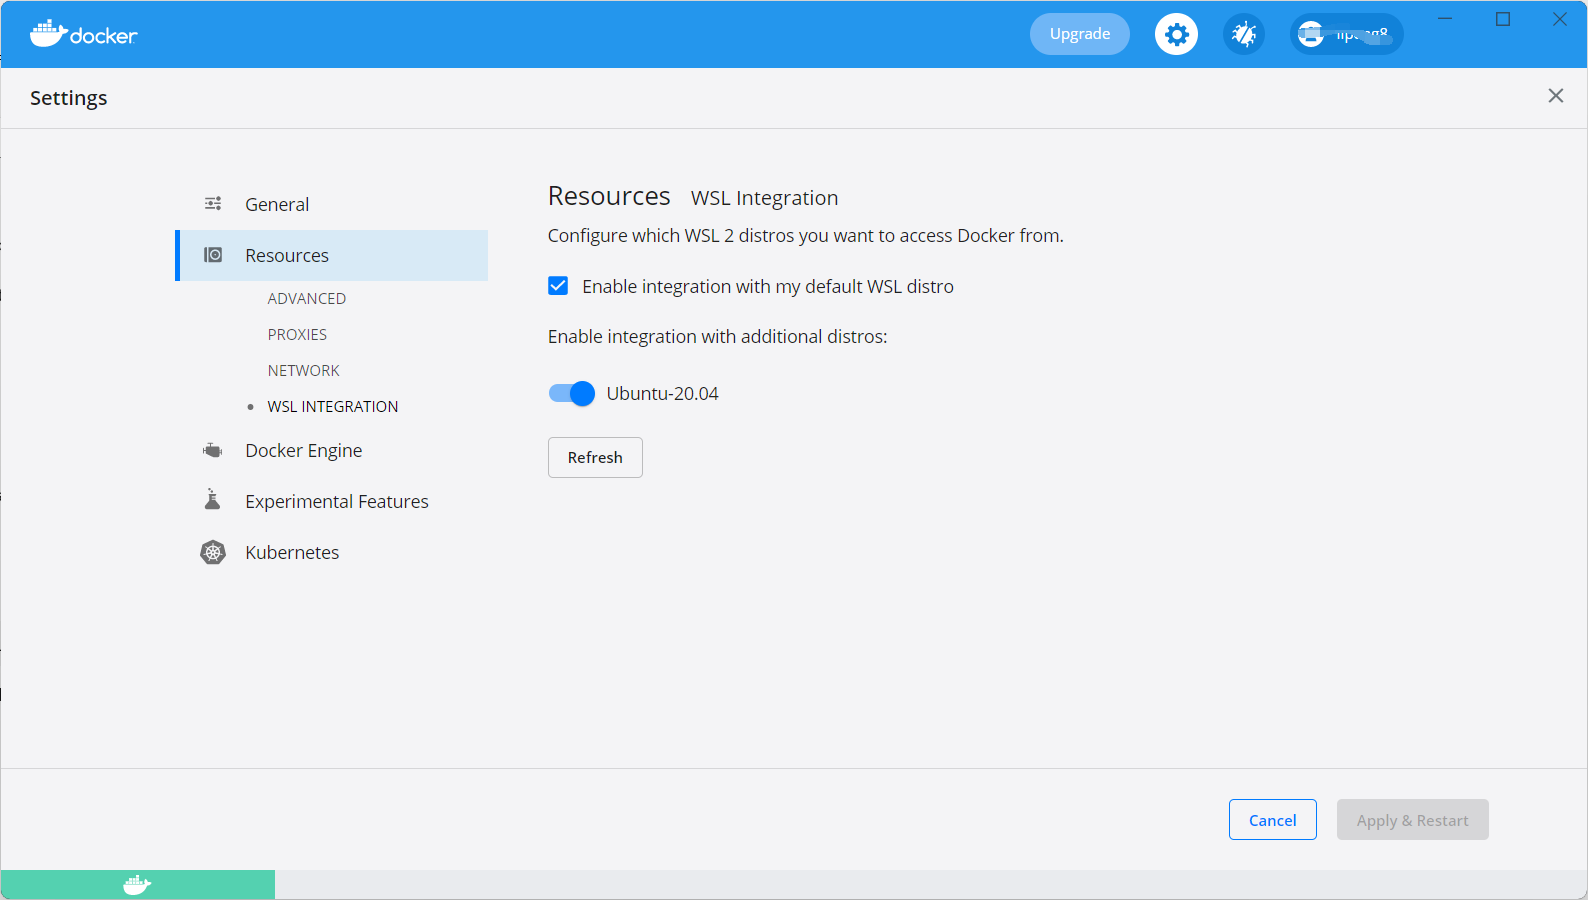 docker
Upgrade
Settings
General
Resources
ADVANCED
PROXIES
NETWORK
WSL INTEGRATION
Docker Engine
Experimental Features
Kubernetes
Resources WSL Integration
Configure which WSL 2 distros you want to access Docker from.
Enable integration with my default WSL distro
Enable integration with additional distros:
Ubuntu-20.04
Refresh
Cancel
Apply & Restart